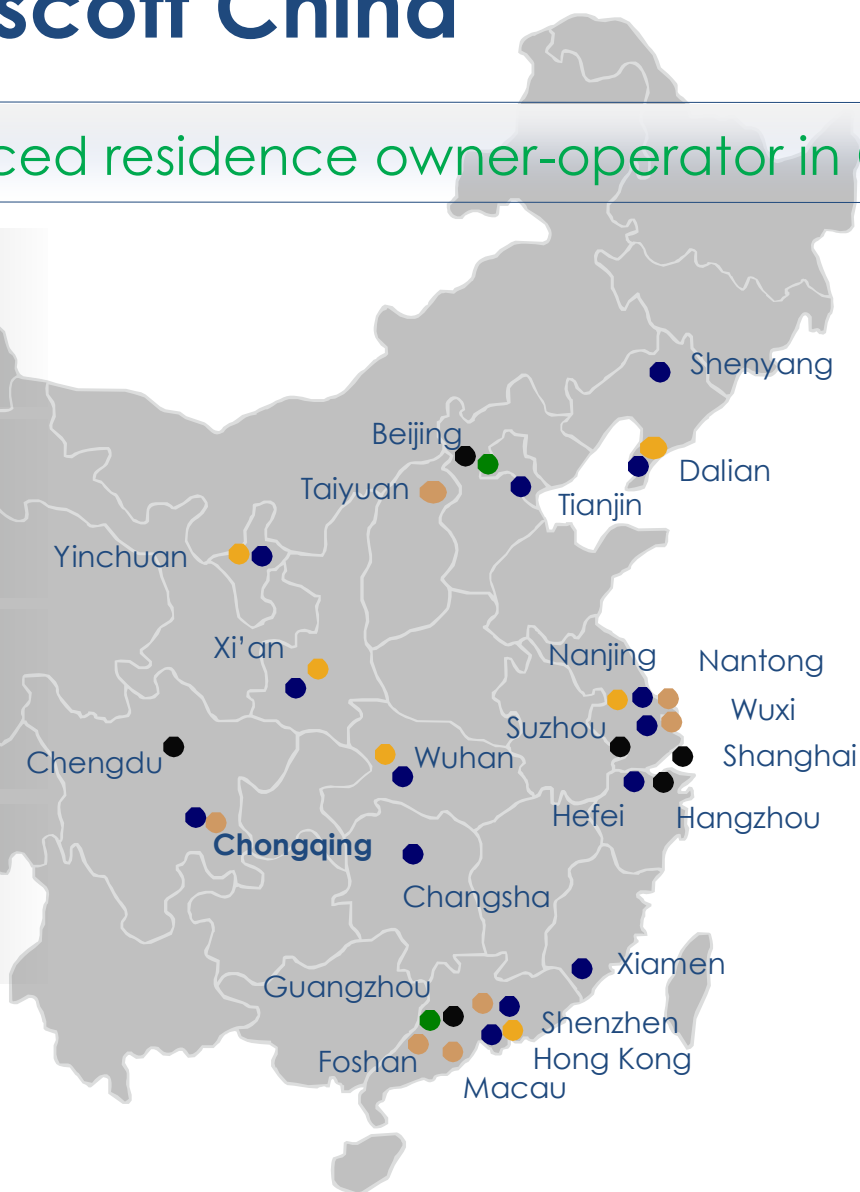 scott China
ced residence owner-operator in
Shenyang
Beijing
Dalian
Taiyuan
Tianjin
Yinchuan
Xi’an
Nanjing
Nantong
Wuxi
Suzhou
Shanghai
Chengdu
Wuhan
Hefei
Hangzhou
Chongqing
Changsha
Xiamen
Guangzhou
Shenzhen
Foshan
Hong Kong
Macau